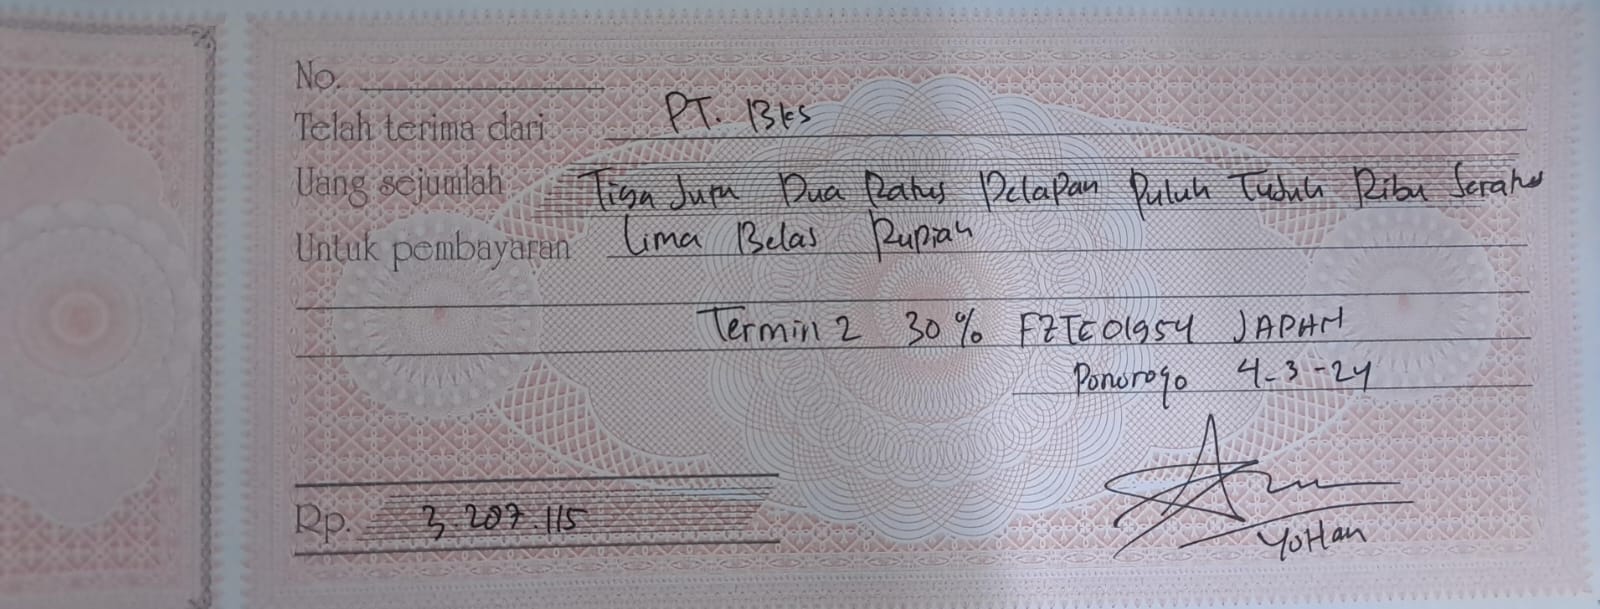 No.
Telah terima dari PT. Bks
Uang sejumlah Tiga Juta Dua Ratus Delapan Puluh Tujuh Ribu Seratus
Untuk pembayaran Lima Belas Rupiah
Termin 2 30% FZTE01954 JAPAN
Ponorogo 4-3-24
Rp. 3.287.115
YoHan